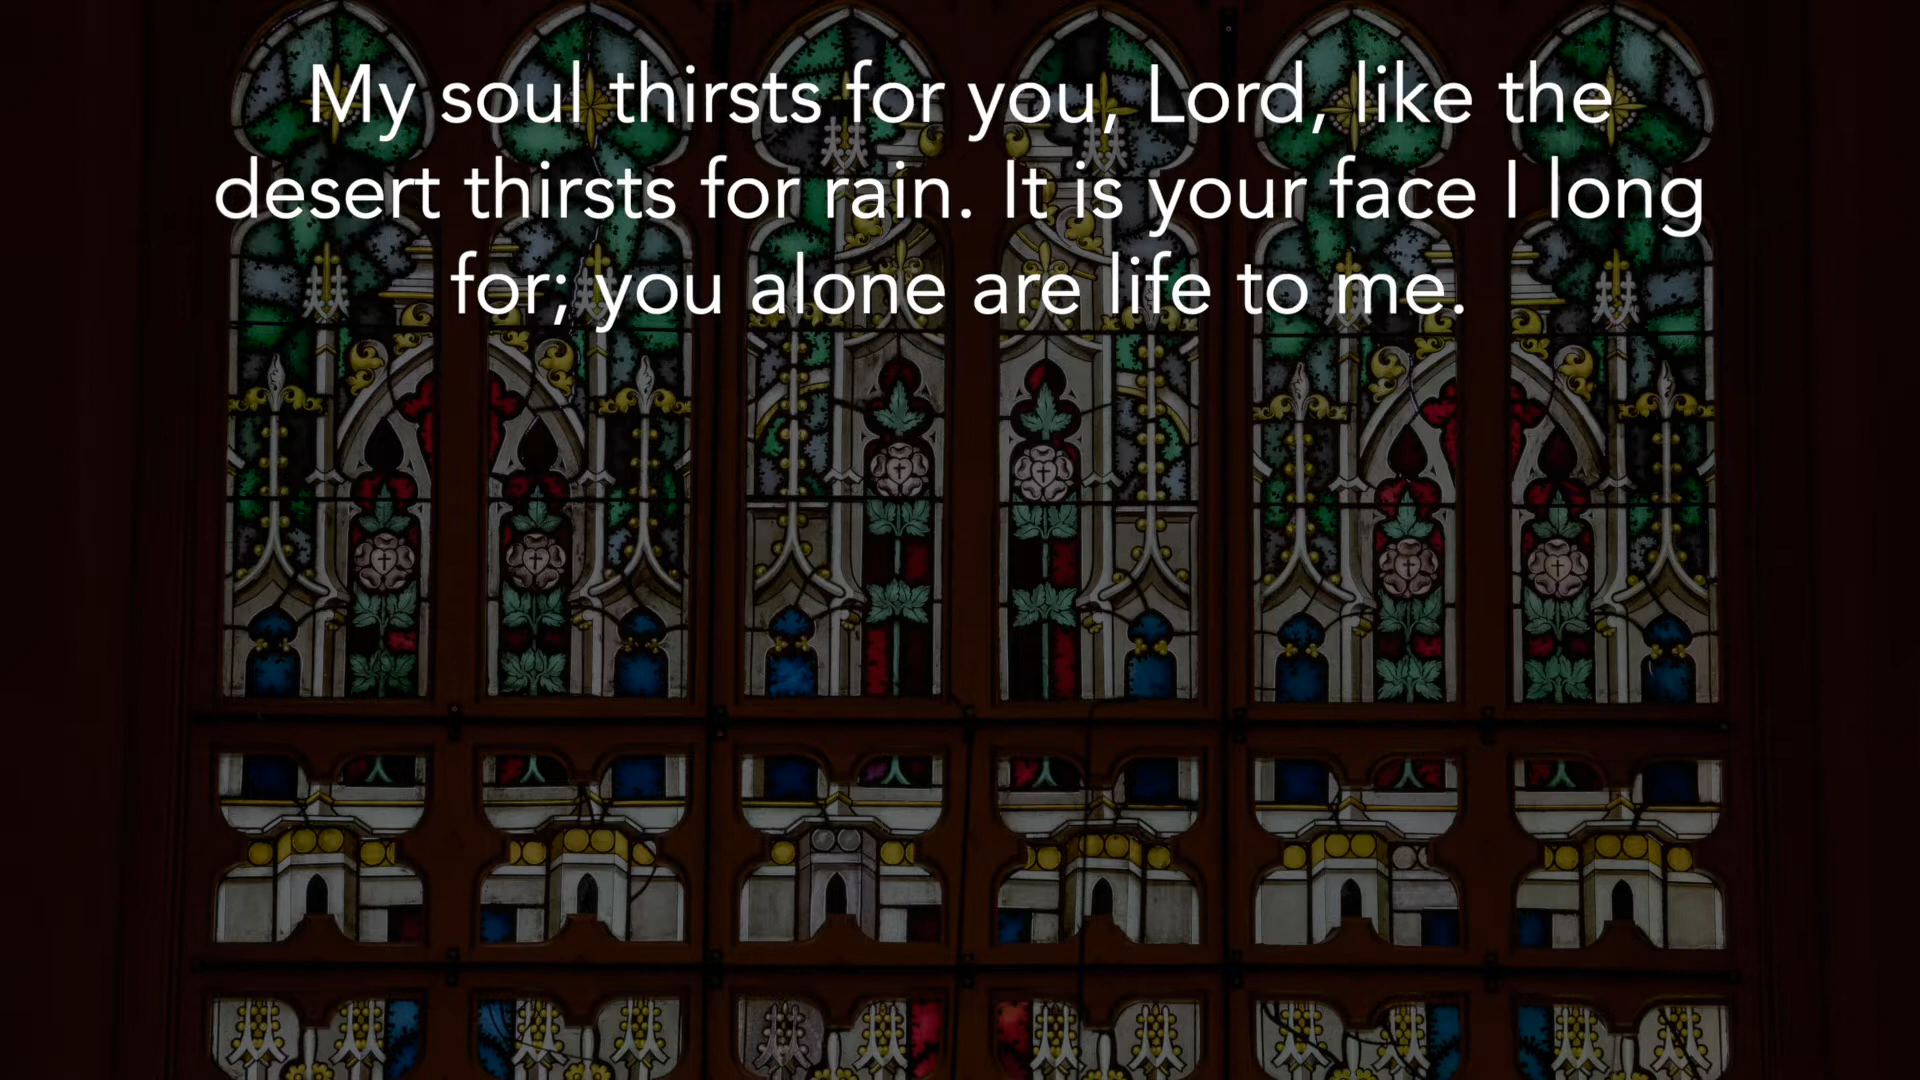 My soul thirsts for you, Lord, like the
desert thirsts for rain. It is your face I long
for; you alone are life to me.